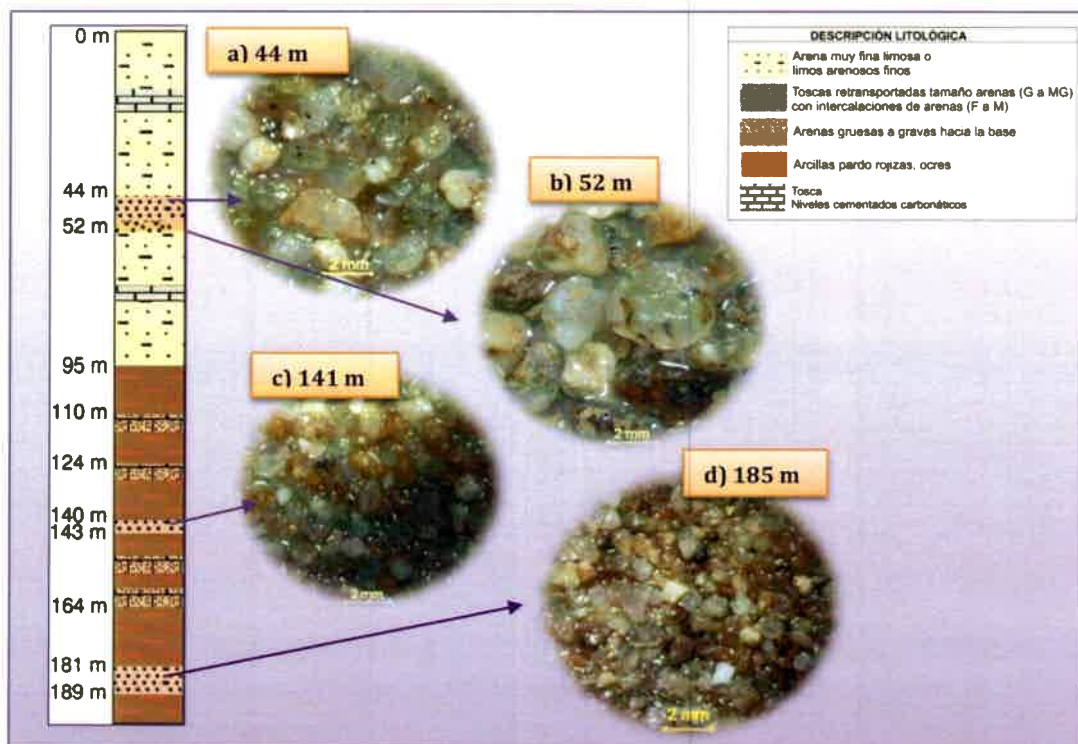 0 m
44 m
52 m
95 m
110 m
124 m
140 m
143 m
164 m
181 m
189 m
a) 44 m
2 mm
b) 52 m
2 mm
c) 141 m
2 mm
d) 185 m
2 mm
DESCRIPCIÓN LITOLÓGICA
Arena muy fina limosa o
limos arenosos finos
Toscas retransportadas tamaño arenas (G a MG)
con intercalaciones de arenas (F a M)
Arenas gruesas a gravas hacia la base
Arcillas pardo rojizas, ocres
Tosca
Niveles cementados carbonáticos